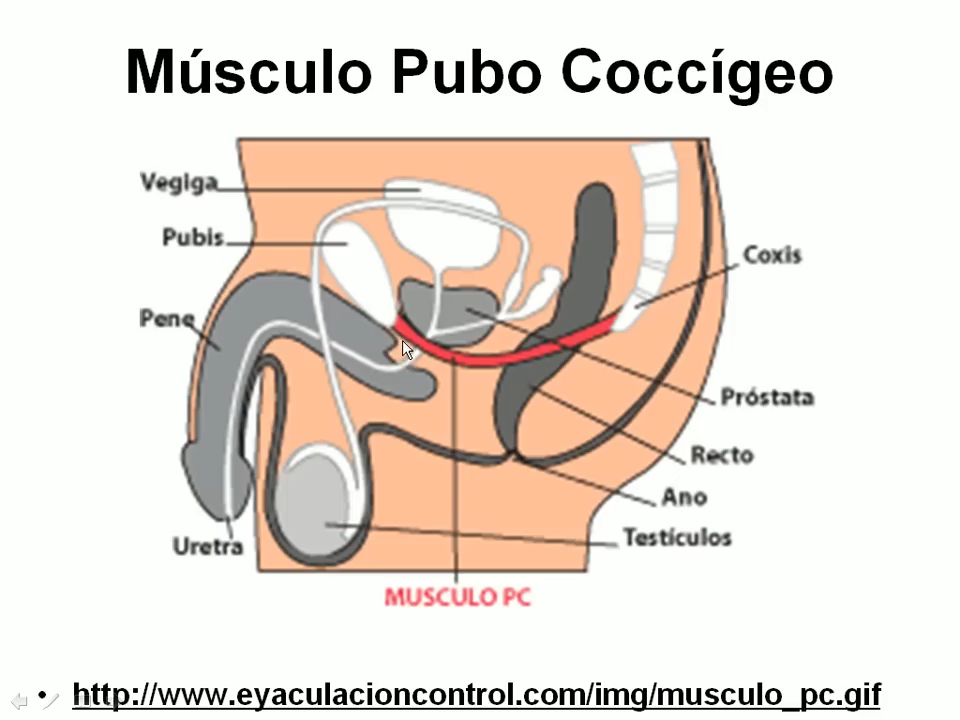 Músculo Pubo Coccígeo
Vegiga
Pubis
Coxis
Pene
Próstata
Recto
Ano
Testículos
Uretra
MUSCULO PC
• http://www.eyaculacioncontrol.com/img/musculo_pc.gif